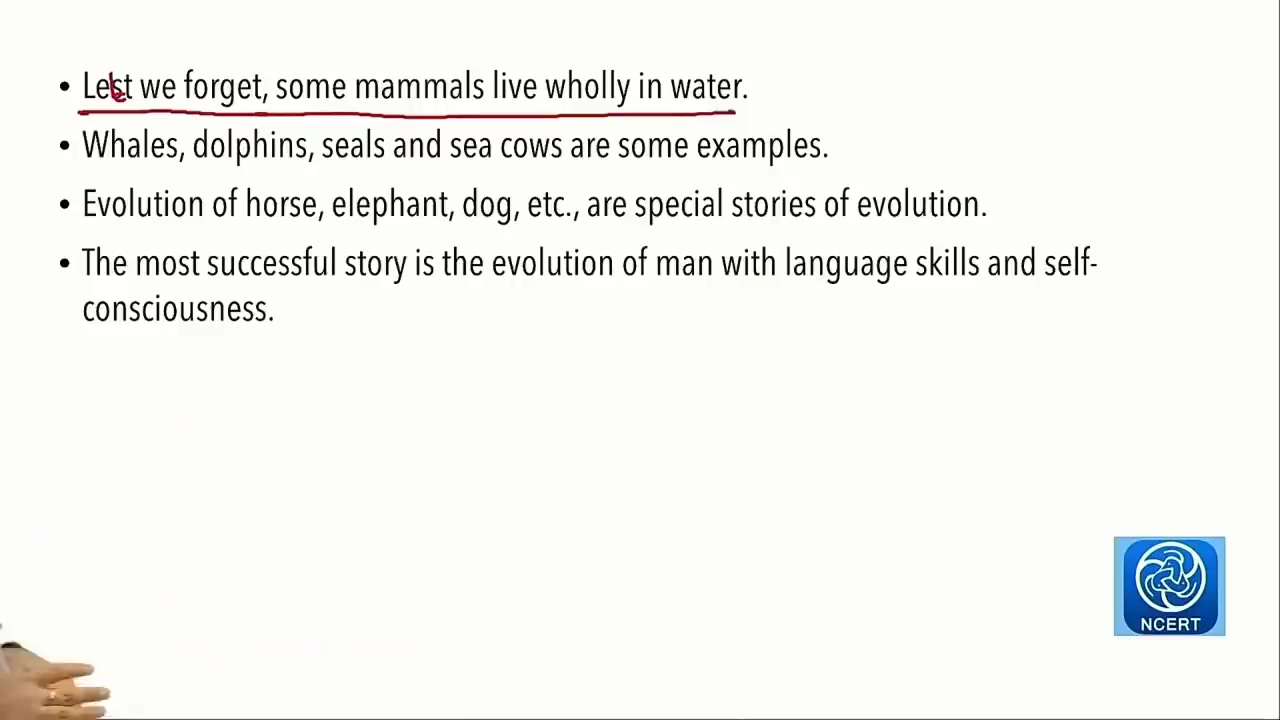 • Lest we forget, some mammals live wholly in water.
• Whales, dolphins, seals and sea cows are some examples.
• Evolution of horse, elephant, dog, etc., are special stories of evolution.
• The most successful story is the evolution of man with language skills and self-
consciousness.
NCERT